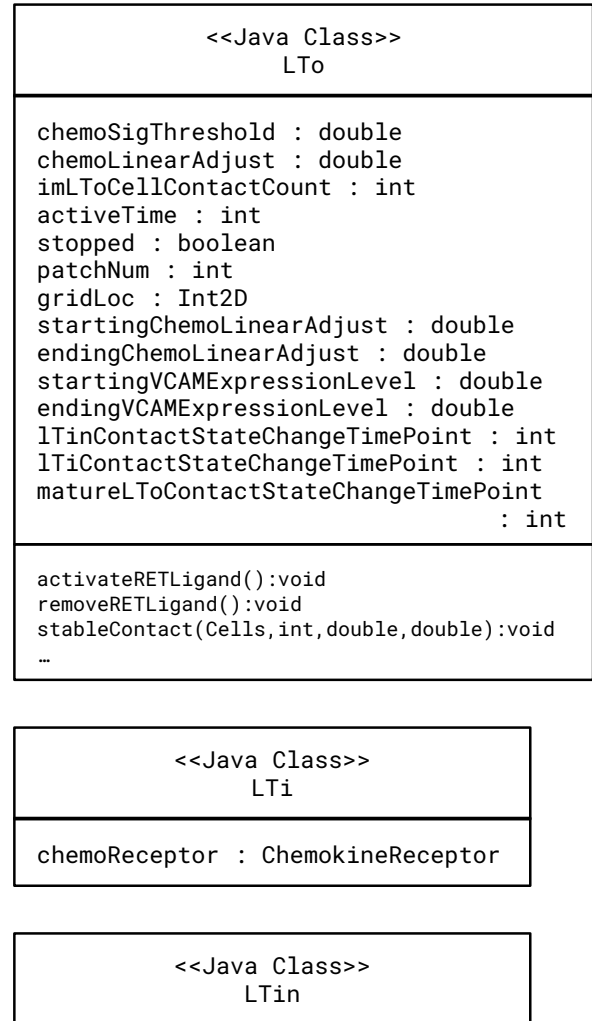 <<Java Class>>
LTo
chemoSigThreshold : double
chemoLinearAdjust : double
imLToCellContactCount : int
activeTime : int
stopped : boolean
patchNum : int
gridLoc : Int2D
startingChemoLinearAdjust : double
endingChemoLinearAdjust : double
startingVCAMExpressionLevel : double
endingVCAMExpressionLevel : double
lTinContactStateChangeTimePoint : int
lTiContactStateChangeTimePoint : int
matureLToContactStateChangeTimePoint
: int
activateRETLigand():void
removeRETLigand():void
stableContact(Cells,int,double,double):void
…
<<Java Class>>
LTi
chemoReceptor : ChemokineReceptor
<<Java Class>>
LTin